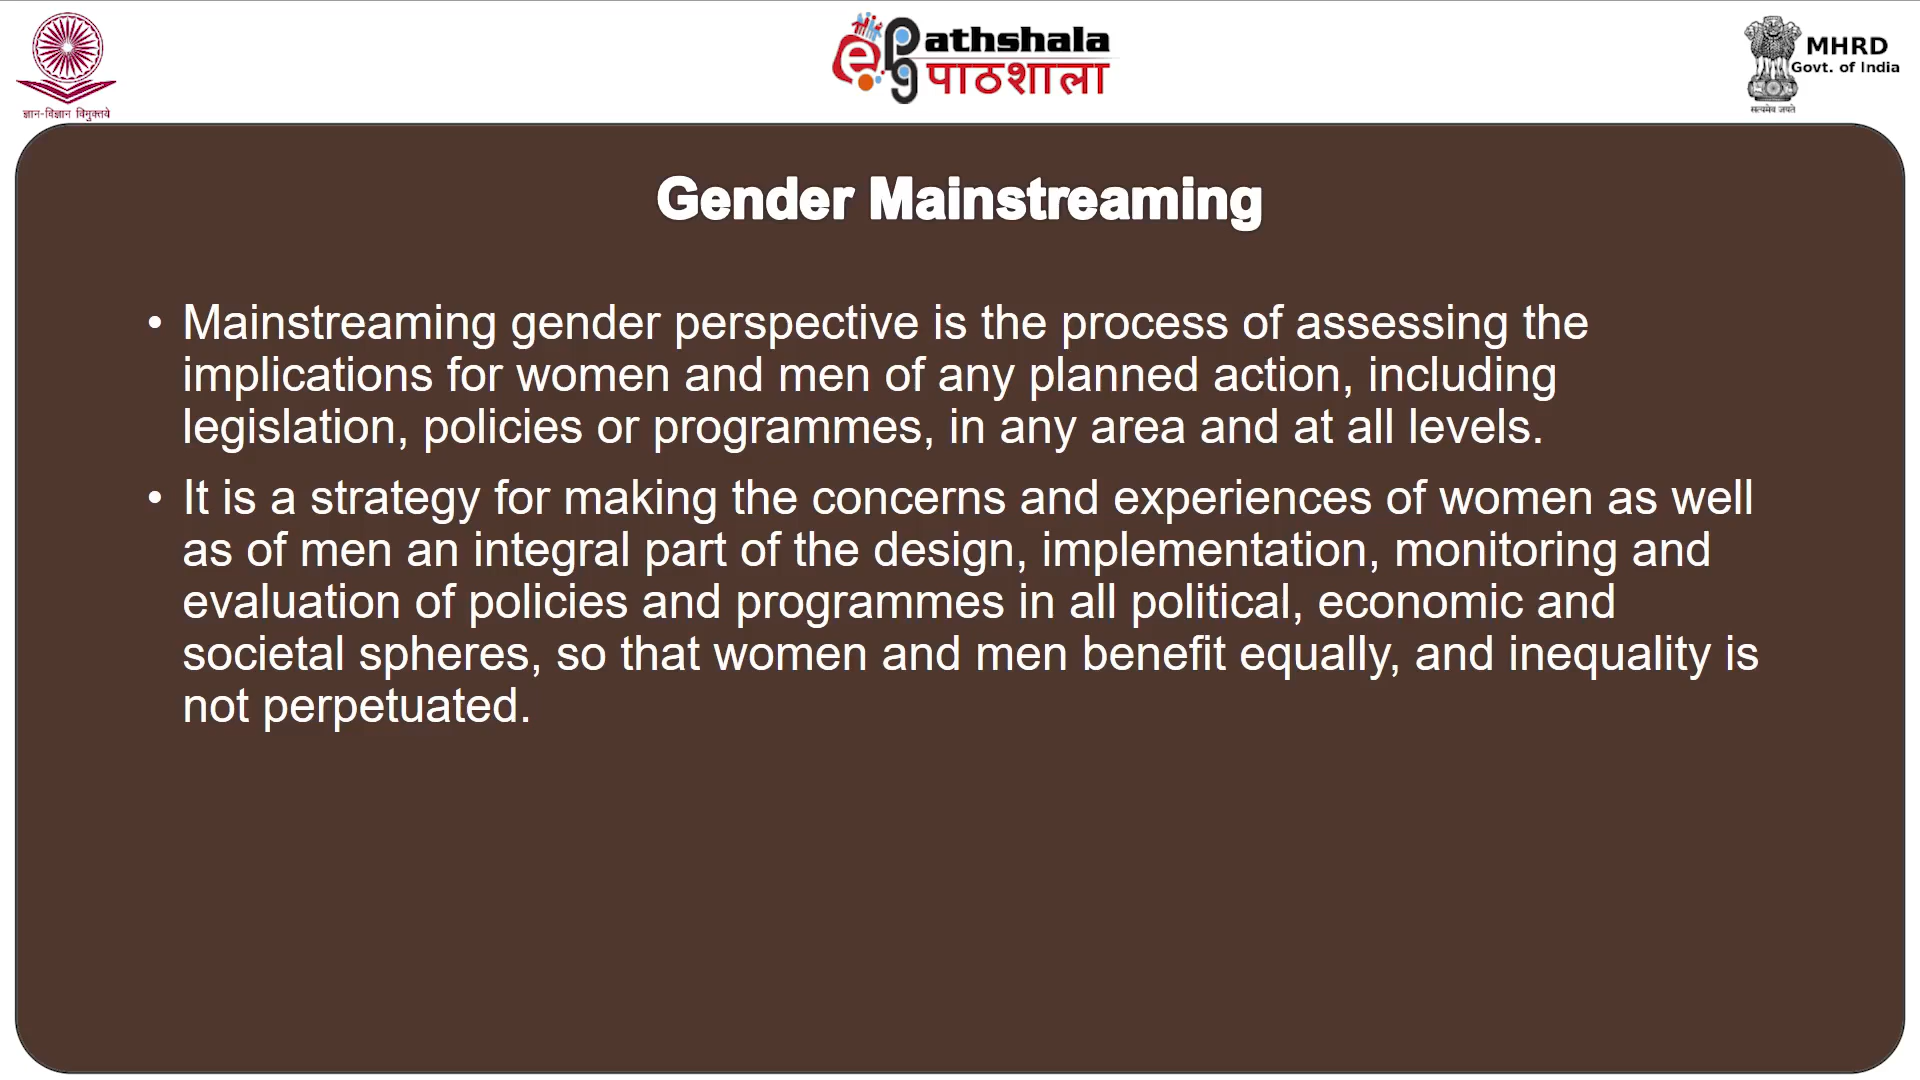 ज्ञान-विज्ञान विमुक्तये
ePathshala
पाठशाला
MHRD
Govt. of India
सत्यमेव जयते
Gender Mainstreaming
• Mainstreaming gender perspective is the process of assessing the
implications for women and men of any planned action, including
legislation, policies or programmes, in any area and at all levels.
• It is a strategy for making the concerns and experiences of women as well
as of men an integral part of the design, implementation, monitoring and
evaluation of policies and programmes in all political, economic and
societal spheres, so that women and men benefit equally, and inequality is
not perpetuated.